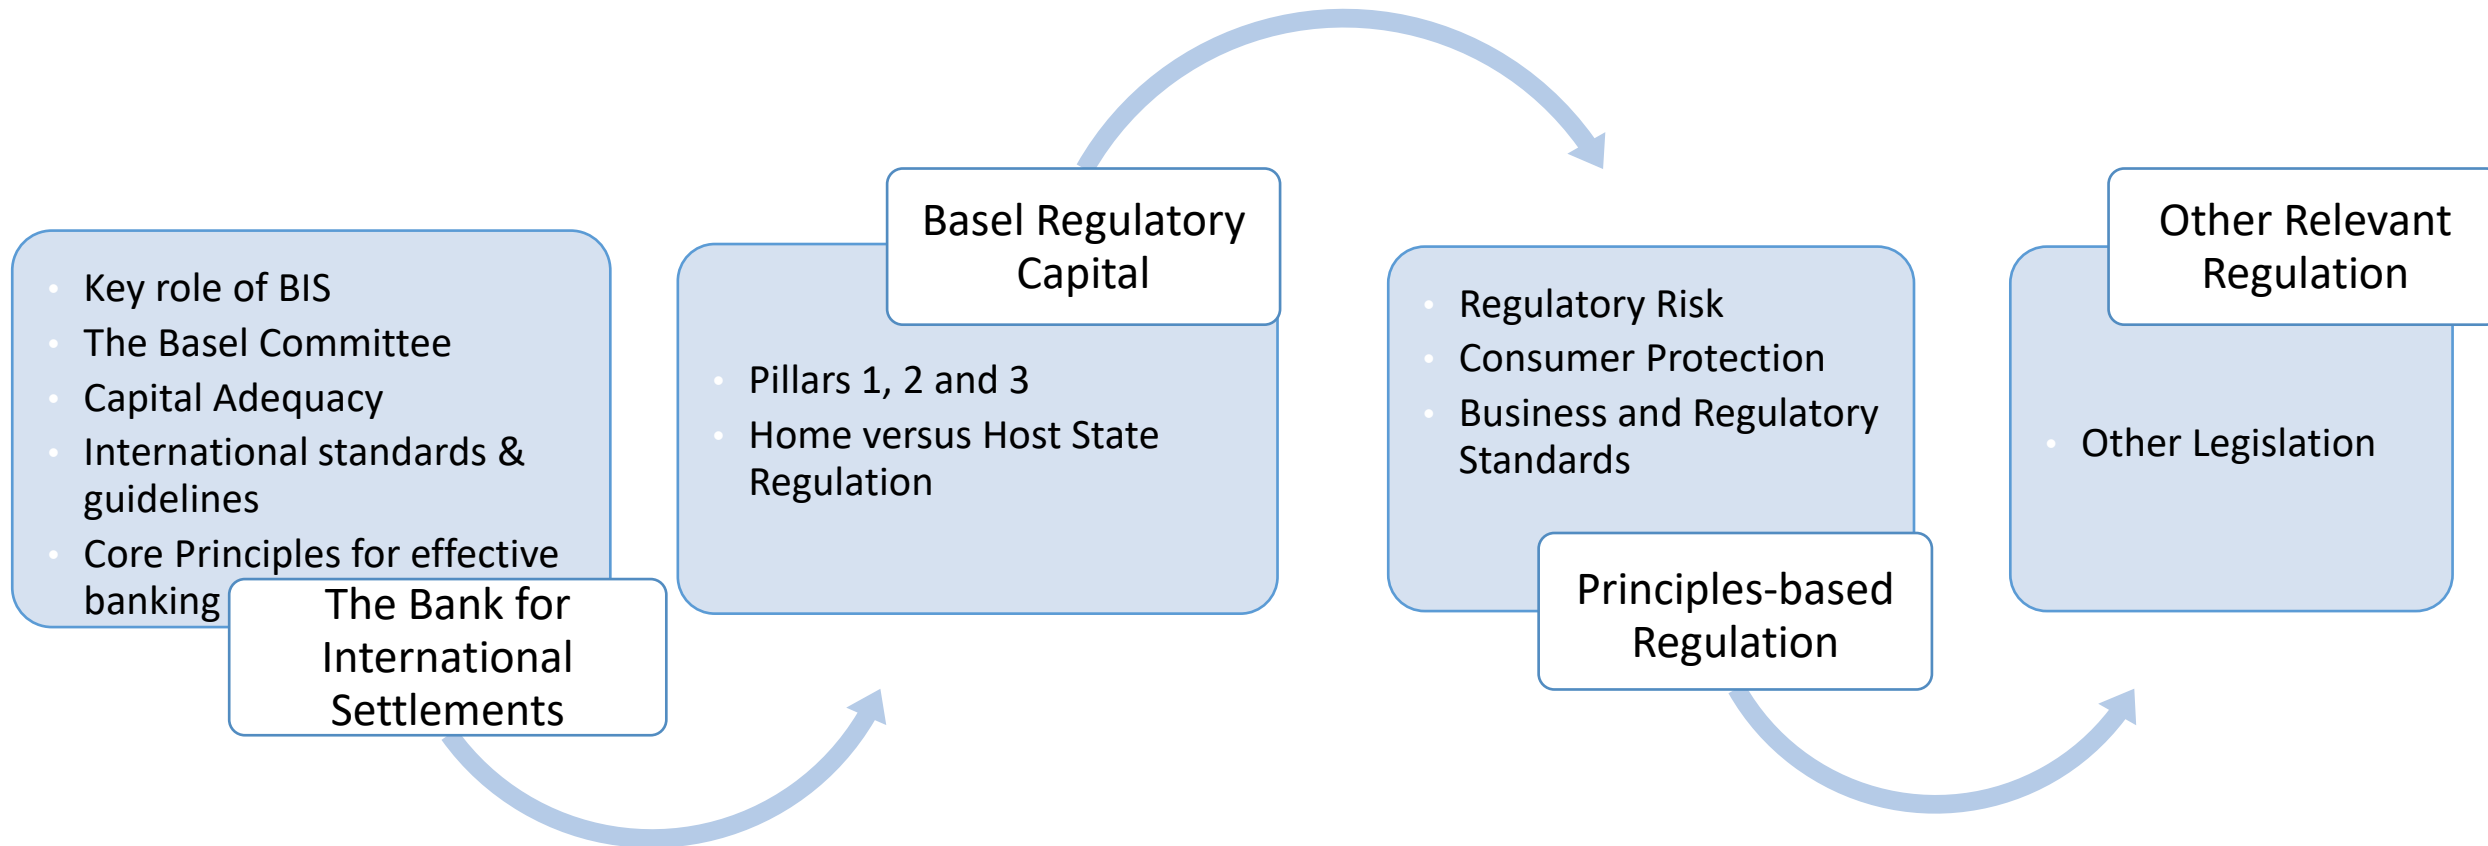 Key role of BIS
The Basel Committee
Capital Adequacy
International standards &
guidelines
Core Principles for effective
banking
The Bank for
International
Settlements
Basel Regulatory
Capital
Pillars 1, 2 and 3
Home versus Host State
Regulation
Regulatory Risk
Consumer Protection
Business and Regulatory
Standards
Principles-based
Regulation
Other Relevant
Regulation
Other Legislation